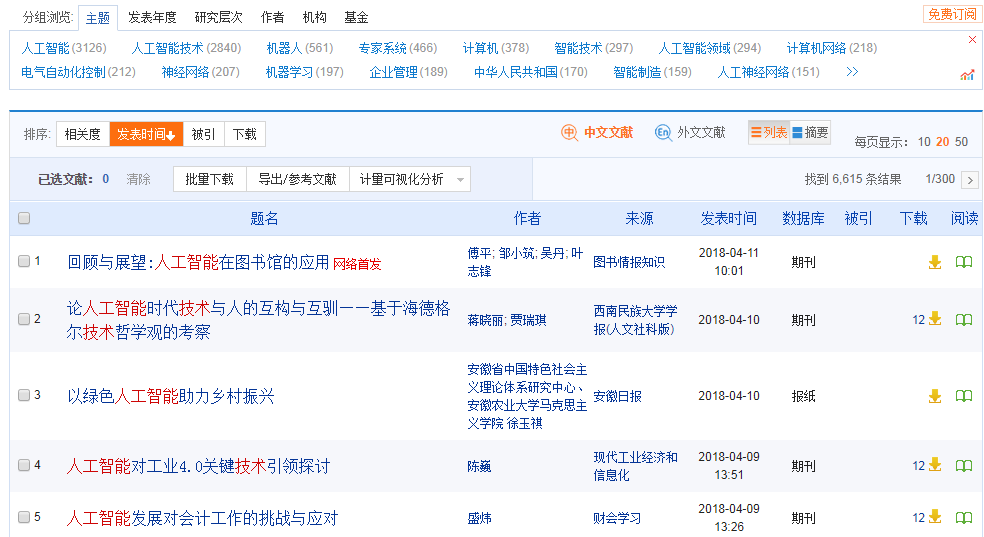 分组浏览: 主题 发表年度 研究层次 作者 机构 基金 免费订阅
人工智能(3126) 人工智能技术(2840) 机器人(561) 专家系统(466) 计算机(378) 智能技术(297) 人工智能领域(294) 计算机网络(218)
电气自动化控制(212) 神经网络(207) 机器学习(197) 企业管理(189) 中华人民共和国(170) 智能制造(159) 人工神经网络(151) >>
排序: 相关度 发表时间 被引 下载 中 中文文献 En 外文文献 列表 摘要 每页显示: 10 20 50
已选文献: 0 清除 批量下载 导出/参考文献 计量可视化分析 找到 6,615 条结果 1/300 >
题名 作者 来源 发表时间 数据库 被引 下载 阅读
1 回顾与展望:人工智能在图书馆的应用 网络首发
傅平; 邹小筑; 吴丹; 叶
志锋
图书情报知识
2018-04-11
10:01
期刊
2 论人工智能时代技术与人的互构与互驯——基于海德格
尔技术哲学观的考察
蒋晓丽; 贾瑞琪
西南民族大学学
报(人文社科版)
2018-04-10
期刊
12
3 以绿色人工智能助力乡村振兴
安徽省中国特色社会主
义理论体系研究中心、
安徽农业大学马克思主
义学院 徐玉祺
安徽日报
2018-04-10
报纸
4 人工智能对工业4.0关键技术引领探讨
陈巍
现代工业经济和
信息化
2018-04-09
13:51
期刊
12
5 人工智能发展对会计工作的挑战与应对
盛炜
财会学习
2018-04-09
13:26
期刊
12